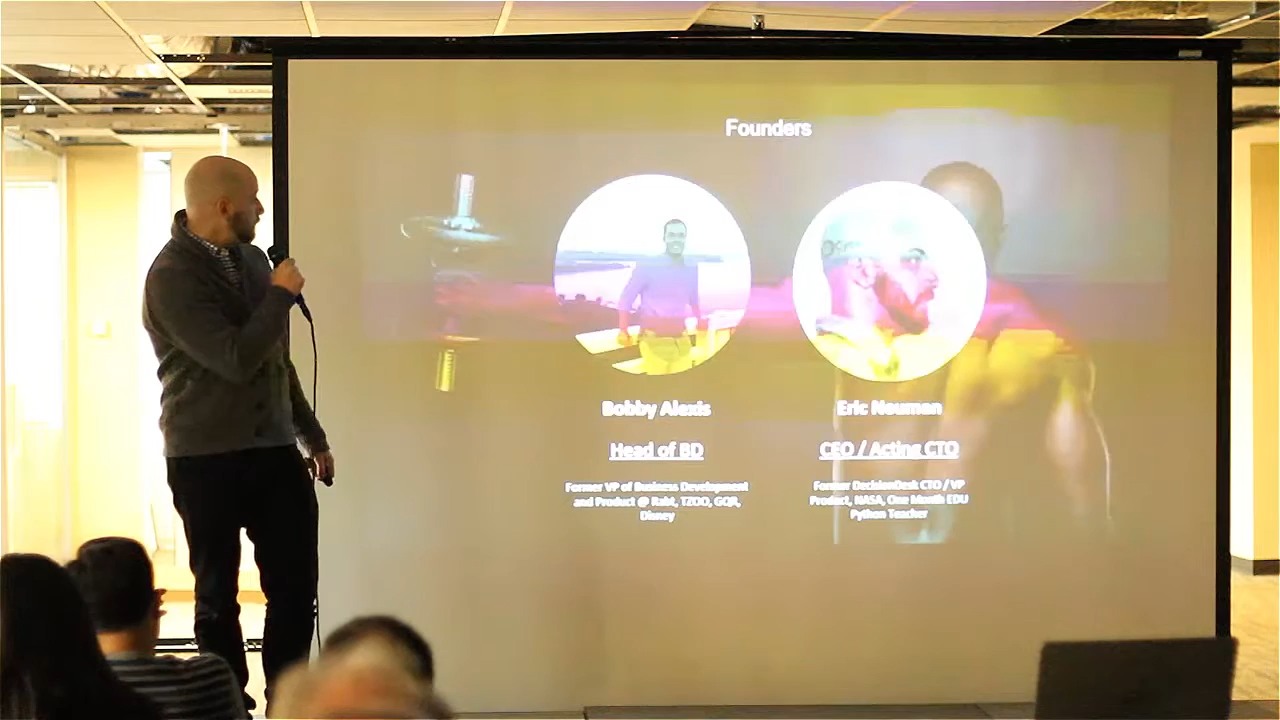 Founders
Bobby Alexis
Eric Neuman
Head of BD
CEO / Acting CTO
Former VP of Business Development
and Product @ Rabt, TZOO, GQR,
Disney
Former DecisionDesk CTO / VP
Product, NASA, One Month EDU
Python Teacher